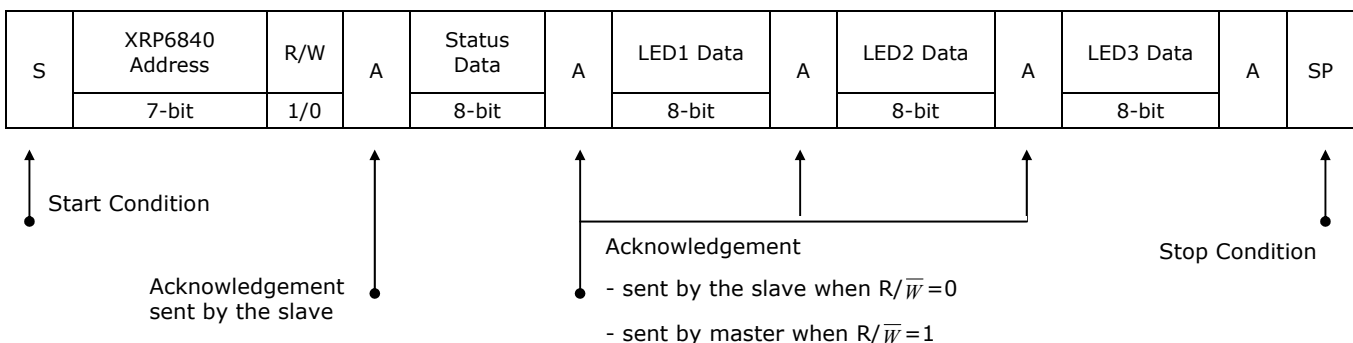 S XRP6840 Address R/W A Status Data A LED1 Data A LED2 Data A LED3 Data A SP
7-bit 1/0 8-bit 8-bit 8-bit 8-bit
Start Condition
Acknowledgement
sent by the slave
Acknowledgement
- sent by the slave when R/W̅=0
- sent by master when R/W̅=1
Stop Condition